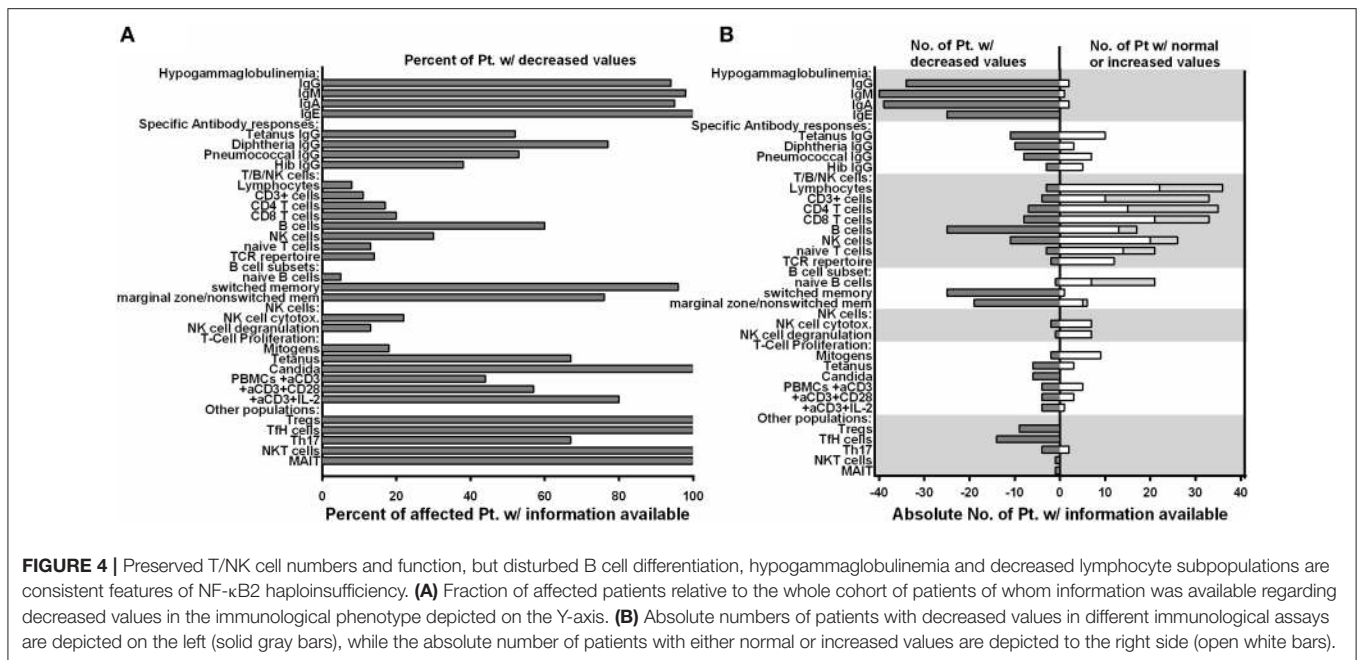 A
Percent of Pt. w/ decreased values
Hypogammaglobulinemia:
IgG
IgM
IgA
IgE
Specific Antibody responses:
Tetanus IgG
Diphtheria IgG
Pneumococcal IgG
Hib IgG
T/B/NK cells:
Lymphocytes
CD3+ cells
CD4 T cells
CD8 T cells
B cells
NK cells
naive T cells
TCR repertoire
B cell subsets:
naive B cells
switched memory
marginal zone/nonswitched mem
NK cells:
NK cell cytotox.
NK cell degranulation
T-Cell Proliferation:
Mitogens
Tetanus
Candida
PBMCs +aCD3
+aCD3+CD28
+aCD3+IL-2
Other populations:
Tregs
TfH cells
Th17
NKT cells
MAIT
0 20 40 60 80 100
Percent of affected Pt. w/ information available
B
No. of Pt. w/
decreased values
No. of Pt w/ normal
or increased values
Hypogammaglobulinemia:
IgG
IgM
IgA
IgE
Specific Antibody responses:
Tetanus IgG
Diphtheria IgG
Pneumococcal IgG
Hib IgG
T/B/NK cells:
Lymphocytes
CD3+ cells
CD4 T cells
CD8 T cells
B cells
NK cells
naive T cells
TCR repertoire
B cell subset:
naive B cells
switched memory
marginal zone/nonswitched mem
NK cells:
NK cell cytotox.
NK cell degranulation
T-Cell Proliferation:
Mitogens
Tetanus
Candida
PBMCs +aCD3
+aCD3+CD28
+aCD3+IL-2
Other populations:
Tregs
TfH cells
Th17
NKT cells
MAIT
-40 -30 -20 -10 0 10 20 30 40
Absolute No. of Pt. w/ information available
FIGURE 4 | Preserved T/NK cell numbers and function, but disturbed B cell differentiation, hypogammaglobulinemia and decreased lymphocyte subpopulations are
consistent features of NF-κB2 haploinsufficiency. (A) Fraction of affected patients relative to the whole cohort of patients of whom information was available regarding
decreased values in the immunological phenotype depicted on the Y-axis. (B) Absolute numbers of patients with decreased values in different immunological assays
are depicted on the left (solid gray bars), while the absolute number of patients with either normal or increased values are depicted to the right side (open white bars).